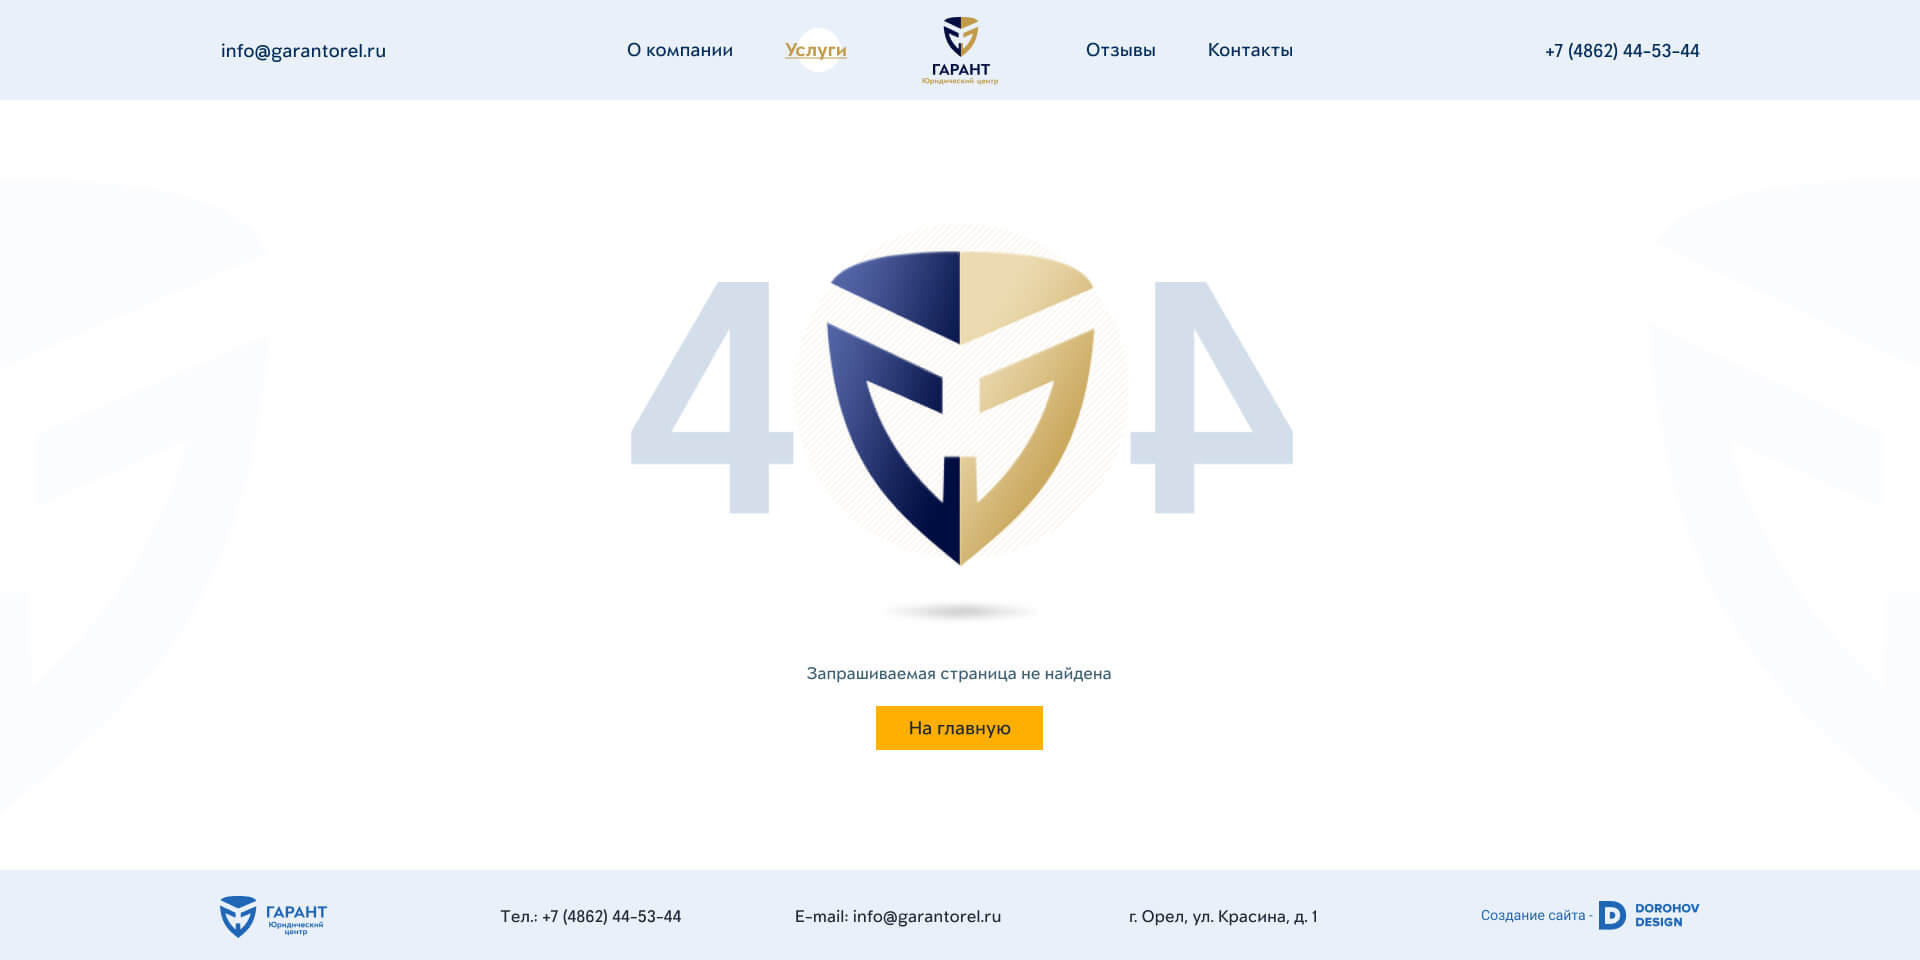 info@garantorel.ru
О компании
Услуги
ГАРАНТ
Юридический центр
Отзывы
Контакты
+7 (4862) 44-53-44
4 4
Запрашиваемая страница не найдена
На главную
ГАРАНТ
Юридический
центр
Тел.: +7 (4862) 44-53-44
E-mail: info@garantorel.ru
г. Орел, ул. Красина, д. 1
Создание сайта -
D
DOROHOV
DESIGN